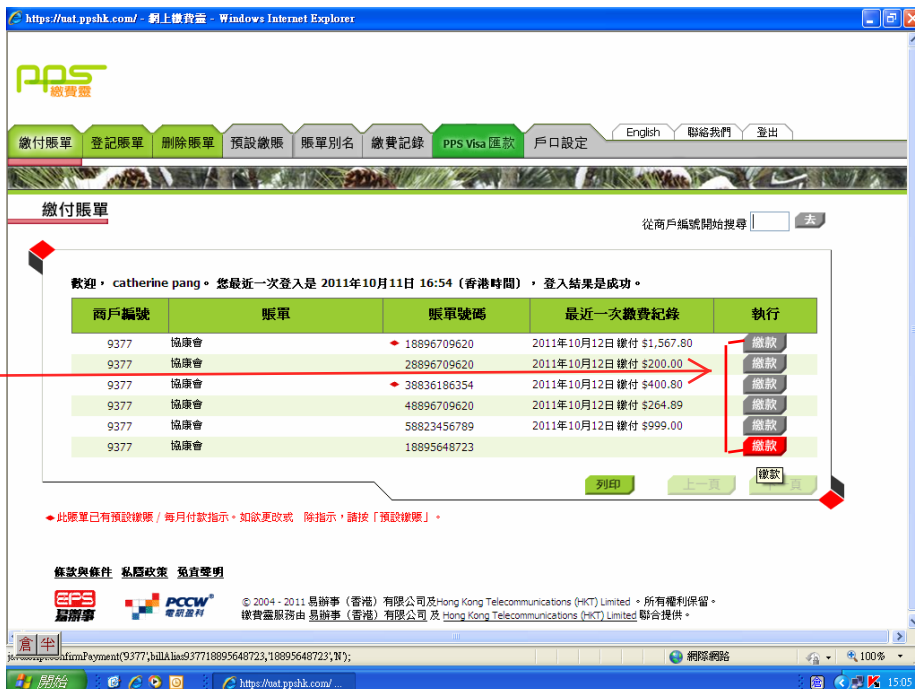 https://uat.ppshk.com/ - 網上繳費靈 - Windows Internet Explorer
pps
繳費靈
繳付賬單 登記賬單 刪除賬單 預設繳賬 賬單別名 繳費記錄 PPS Visa 匯款 戶口設定 English 聯絡我們 登出
繳付賬單
從商戶編號開始搜尋 去
歡迎， catherine pang。 您最近一次登入是 2011年10月11日 16:54 (香港時間) ， 登入結果是成功。
商戶編號 賬單 賬單號碼 最近一次繳費紀錄 執行
9377 協康會 18896709620 2011年10月12日 繳付 $1,567.80 繳款
9377 協康會 28896709620 2011年10月12日 繳付 $200.00 繳款
9377 協康會 38836186354 2011年10月12日 繳付 $400.80 繳款
9377 協康會 48896709620 2011年10月12日 繳付 $264.89 繳款
9377 協康會 58823456789 2011年10月12日 繳付 $999.00 繳款
9377 協康會 18895648723 繳款
繳款
列印 上一頁 頁
此賬單已有預設繳賬 / 每月付款指示。如欲更改或 除指示，請按「預設繳賬」。
條款與條件 私隱政策 免責聲明
EPS
易辦事
PCCW
電訊盈科
© 2004 - 2011 易辦事（香港）有限公司及Hong Kong Telecommunications (HKT) Limited 。所有權利保留。
繳費靈服務由 易辦事（香港）有限公司 及 Hong Kong Telecommunications (HKT) Limited 聯合提供。
倉 半
confirmPayment('9377','billAlias937718895648723,'18895648723','N'); 網際網路 100%
開始 https://uat.ppshk.com/ ... 倉 15:05